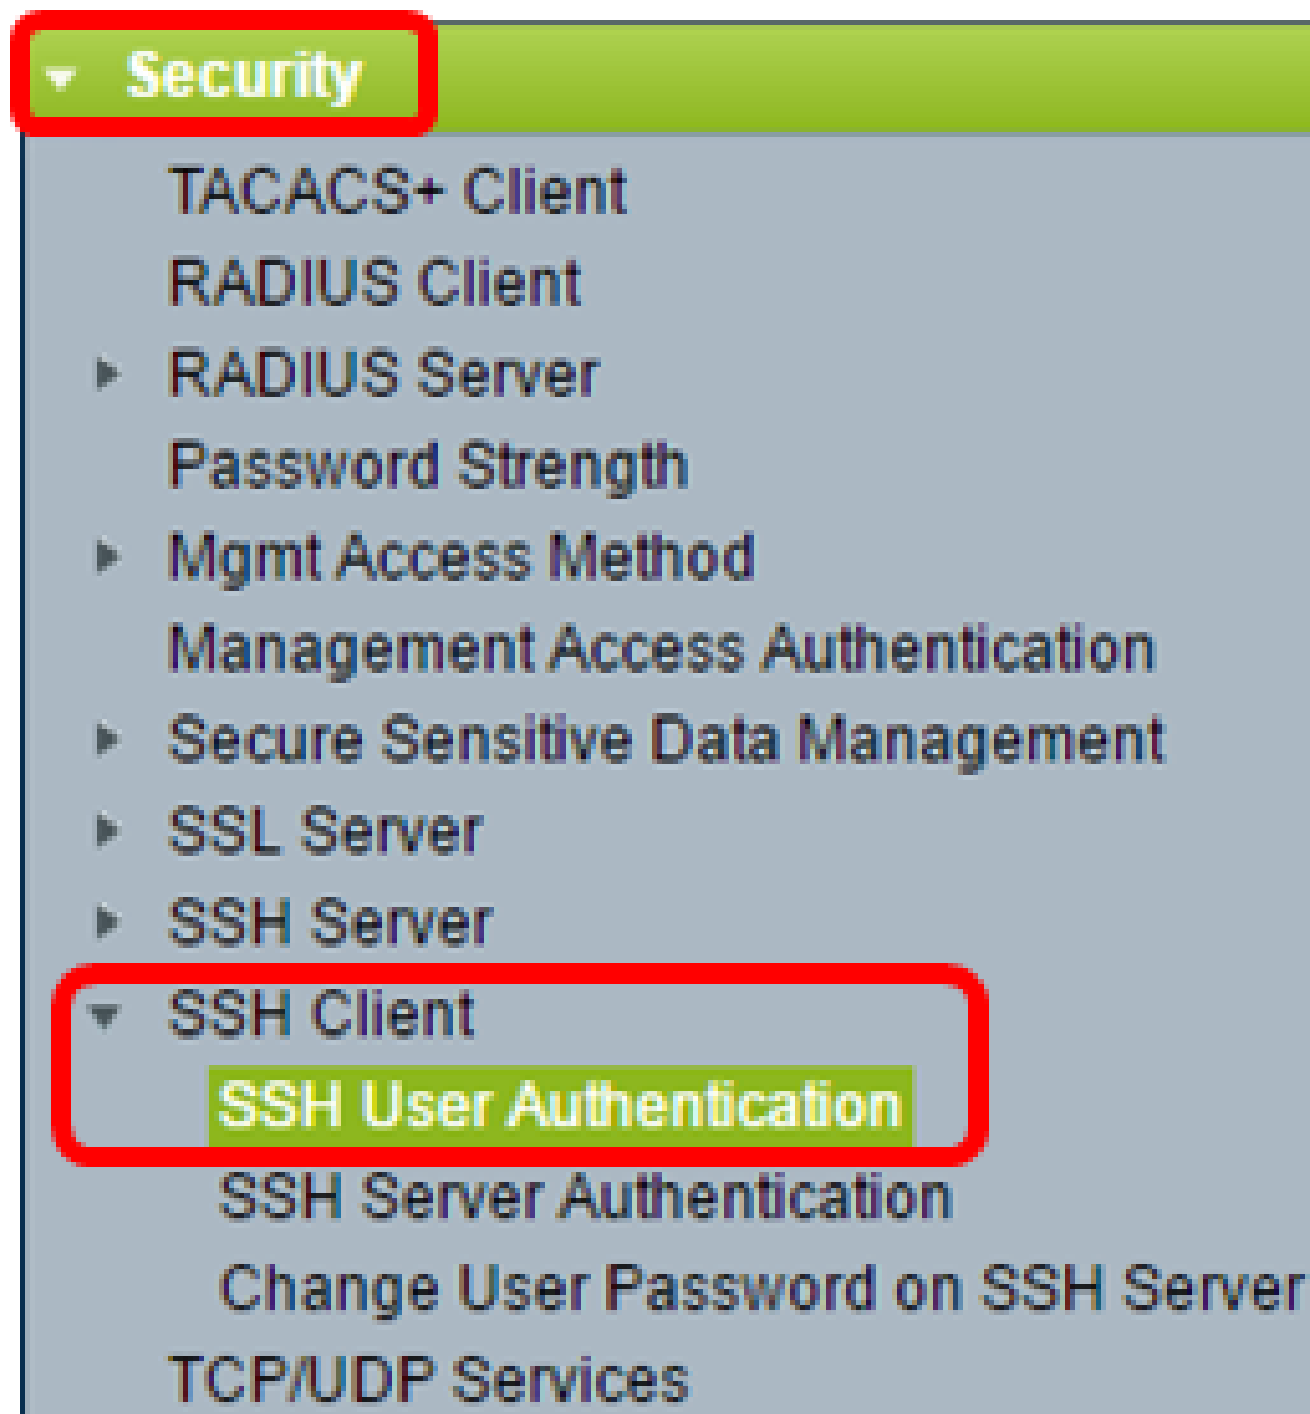 Security
TACACS+ Client
RADIUS Client
RADIUS Server
Password Strength
Mgmt Access Method
Management Access Authentication
Secure Sensitive Data Management
SSL Server
SSH Server
SSH Client
SSH User Authentication
SSH Server Authentication
Change User Password on SSH Server
TCP/UDP Services